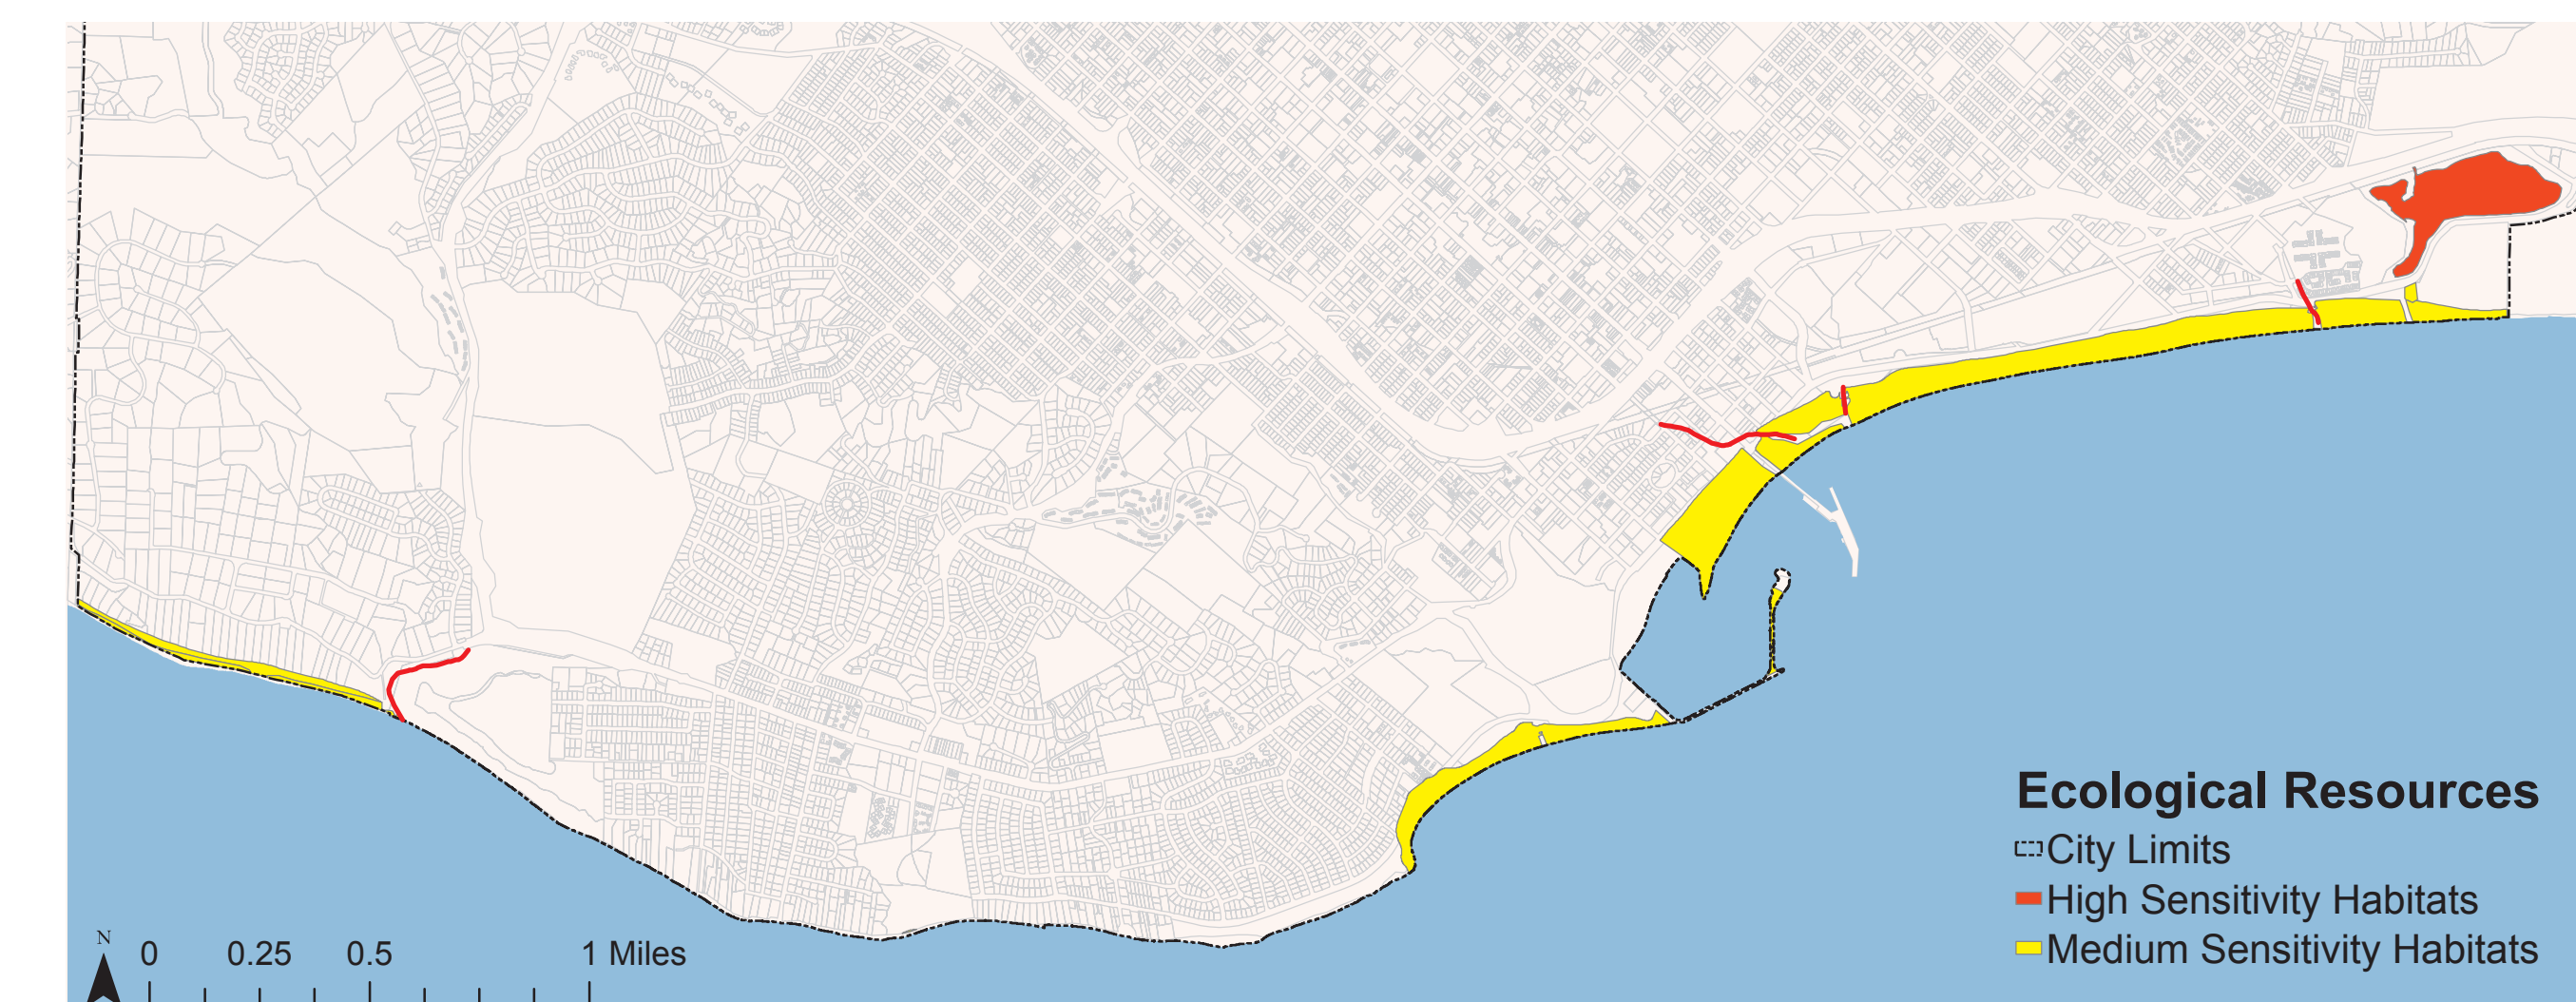 Ecological Resources
City Limits
High Sensitivity Habitats
Medium Sensitivity Habitats
N
0 0.25 0.5 1 Miles